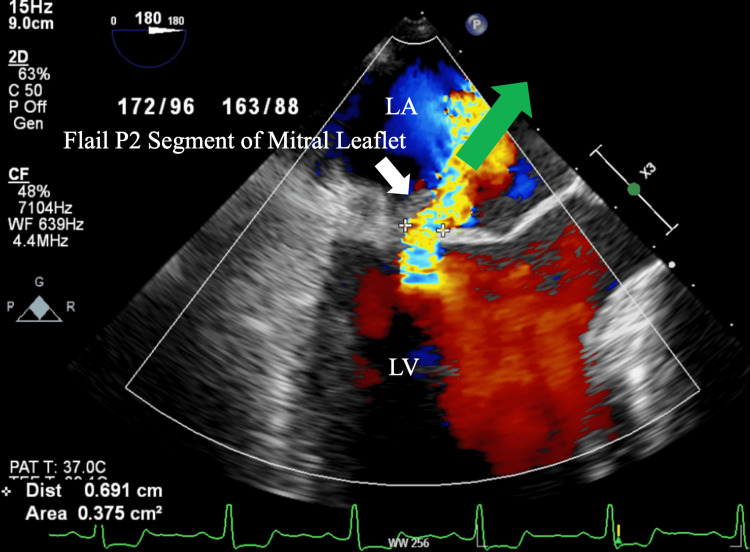 15Hz
9.0cm
0 180 180
P
2D
63%
C 50
P Off
Gen
172/96 163/88
LA
Flail P2 Segment of Mitral Leaflet
CF
48%
7104Hz
WF 639Hz
4.4MHz
X3
G
P R
LV
PAT T: 37.0C
Dist 0.691 cm
Area 0.375 cm²
WW 256